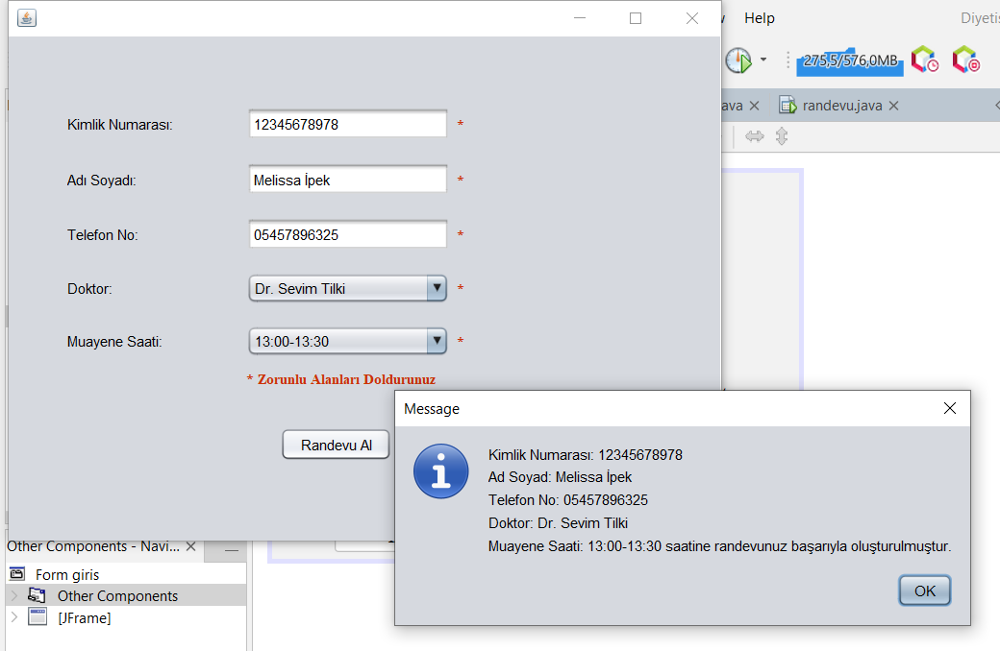 Help
Diyetis
275,5/576,0MB
ava
randevu.java
Kimlik Numarası:
12345678978
*
Adı Soyadı:
Melissa İpek
*
Telefon No:
05457896325
*
Doktor:
Dr. Sevim Tilki
*
Muayene Saati:
13:00-13:30
*
* Zorunlu Alanları Doldurunuz
Randevu Al
Message
Kimlik Numarası: 12345678978
Ad Soyad: Melissa İpek
Telefon No: 05457896325
Doktor: Dr. Sevim Tilki
Muayene Saati: 13:00-13:30 saatine randevunuz başarıyla oluşturulmuştur.
OK
Other Components - Navi...
Form giris
Other Components
[JFrame]